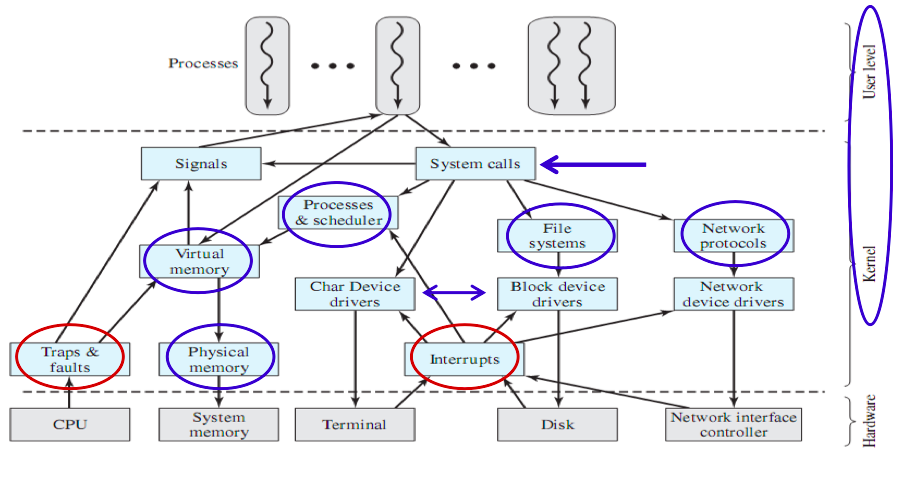 Processes
User level
Signals
System calls
Processes
& scheduler
File
systems
Network
protocols
Virtual
memory
Kernel
Char Device
drivers
Block device
drivers
Network
device drivers
Traps &
faults
Physical
memory
Interrupts
CPU
System
memory
Terminal
Disk
Network interface
controller
Hardware